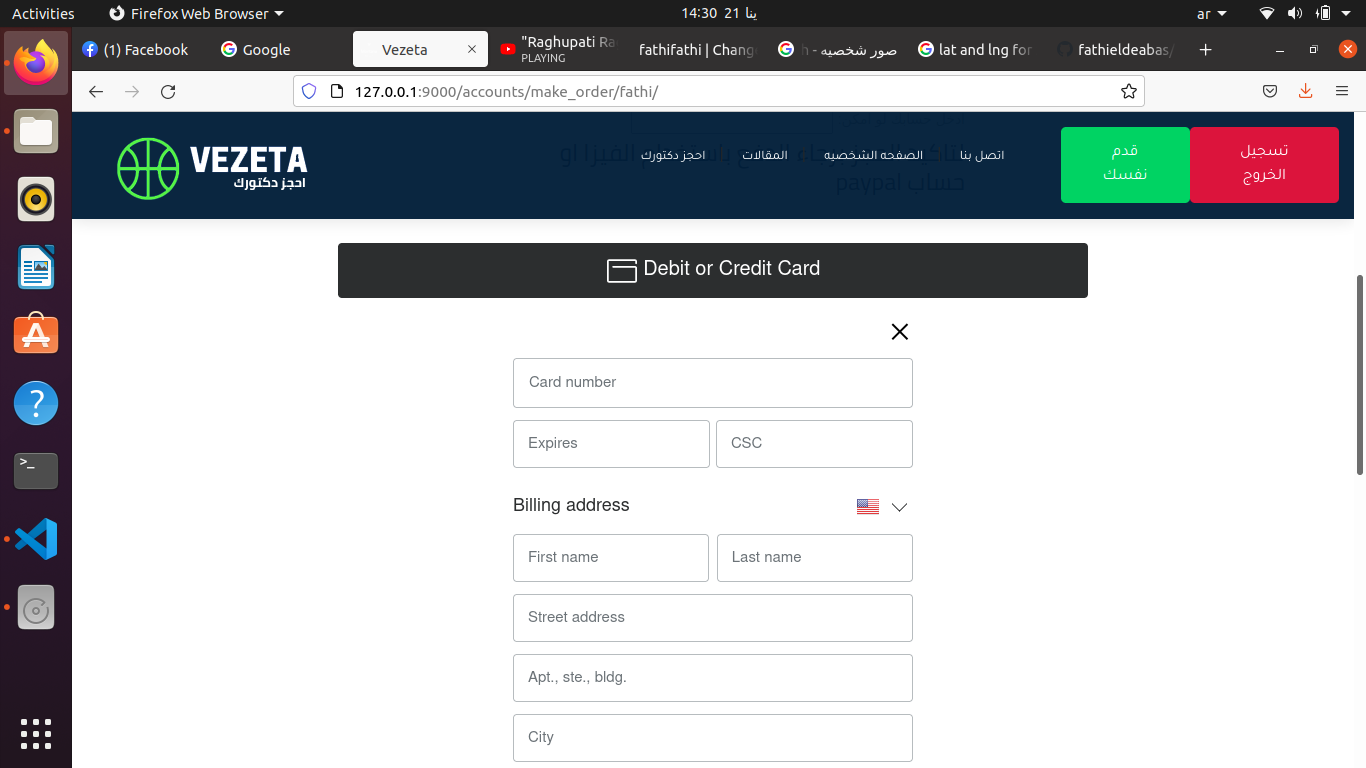 Activities
Firefox Web Browser
14:30 21 ينا
ar
(1) Facebook
Google
Vezeta
"Raghupati Ra
PLAYING
fathifathi | Chang
صور شخصيه - h
lat and lng for
fathieldeabas/
127.0.0.1:9000/accounts/make_order/fathi/
VEZETA
احجز دكتورك
احجز دكتورك
المقالات
الصفحه الشخصيه
اتصل بنا
قدم
نفسك
تسجيل
الخروج
حساب paypal
Debit or Credit Card
Card number
Expires
CSC
Billing address
First name
Last name
Street address
Apt., ste., bldg.
City